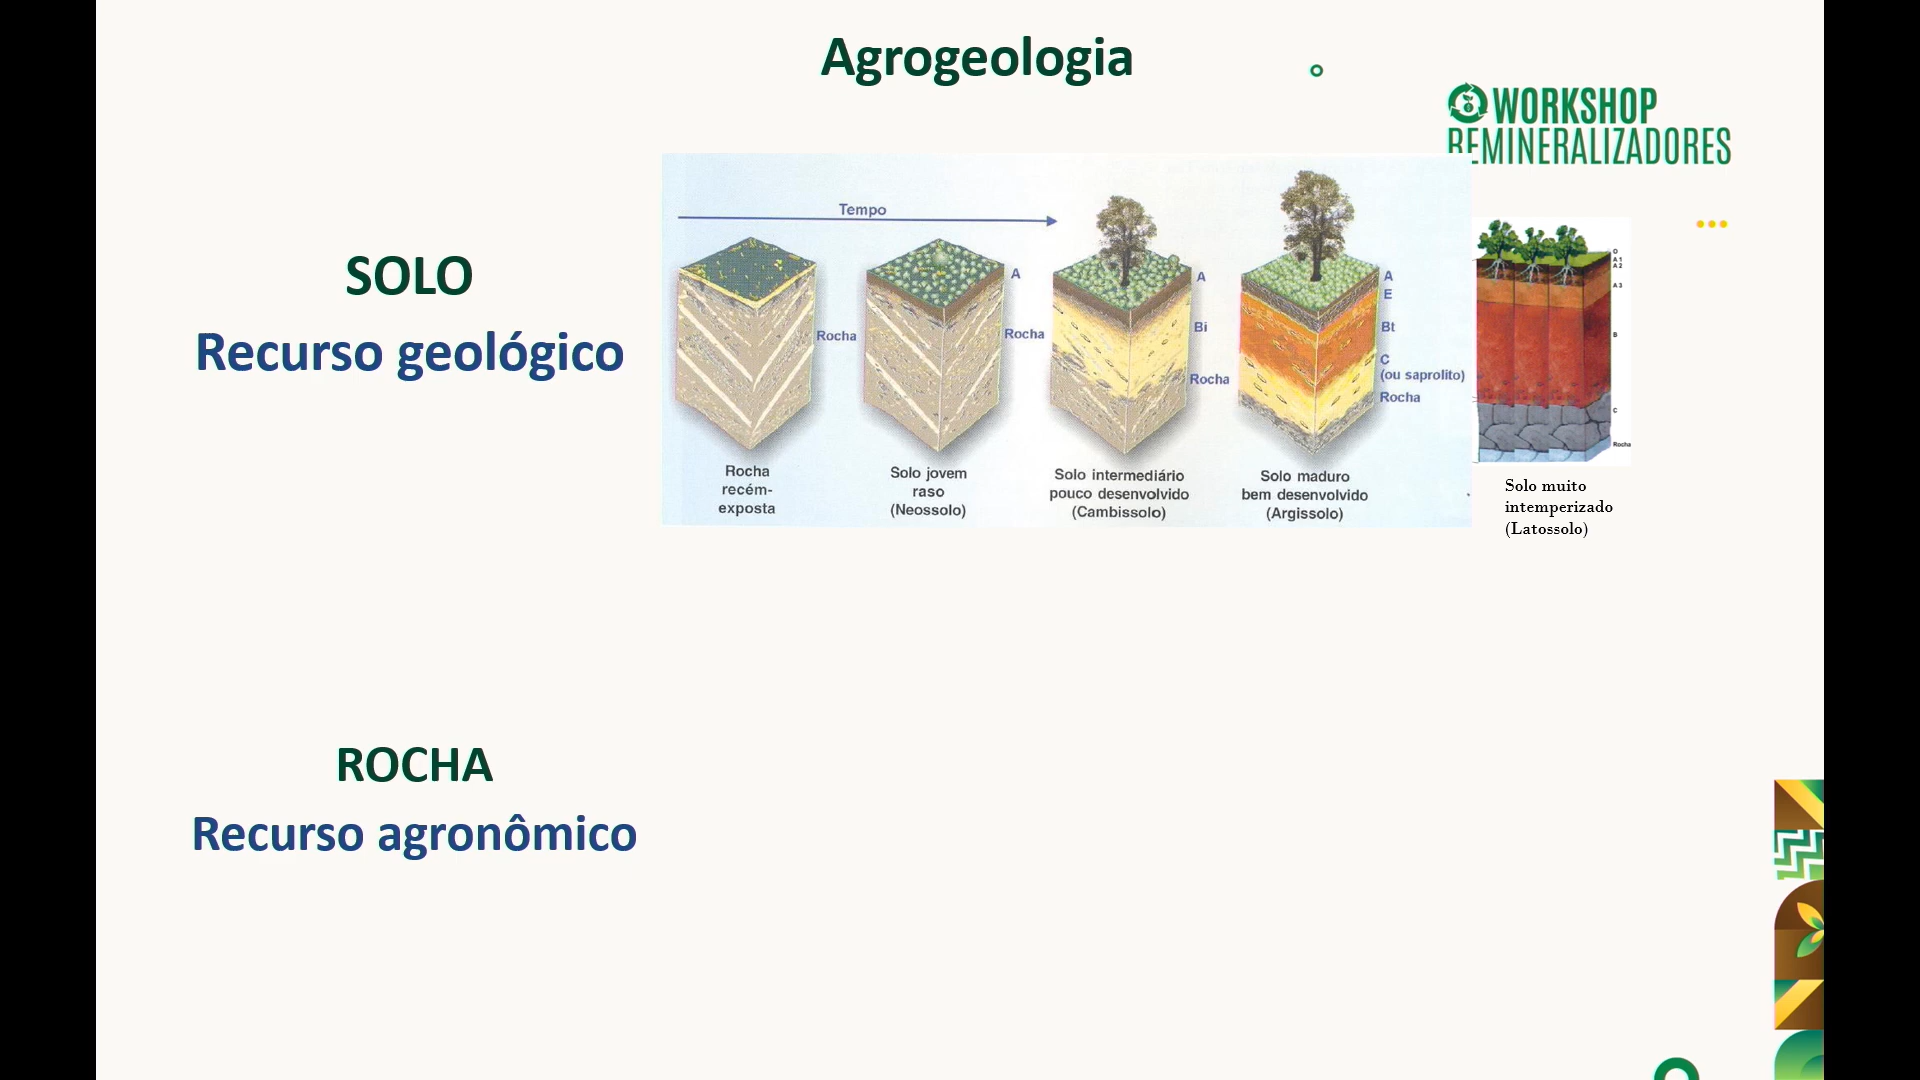 Agrogeologia
WORKSHOP
REMINERALIZADORES
SOLO
Recurso geológico
Tempo
Rocha
Rocha
recém-
exposta
A
Rocha
Solo jovem
raso
(Neossolo)
A
Bi
Rocha
Solo intermediário
pouco desenvolvido
(Cambissolo)
A
E
Bt
C
(ou saprolito)
Rocha
Solo maduro
bem desenvolvido
(Argissolo)
O
A1
A2
A3
B
C
Rocha
Solo muito
intemperizado
(Latossolo)
ROCHA
Recurso agronômico